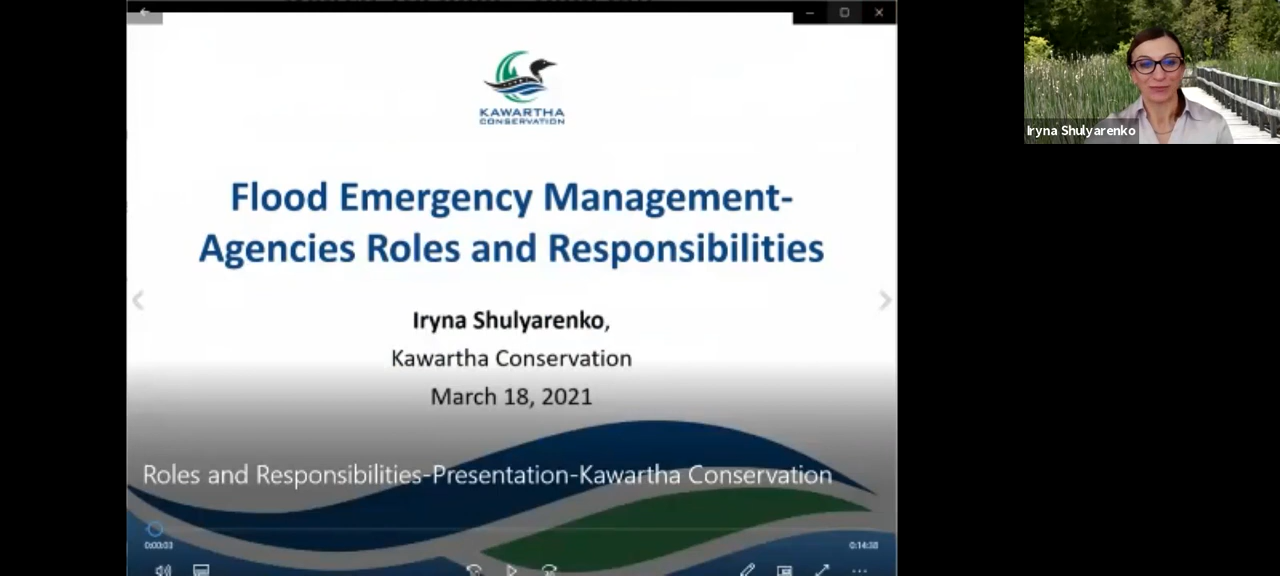 KAWARTHA
CONSERVATION
Flood Emergency Management-
Agencies Roles and Responsibilities
Iryna Shulyarenko,
Kawartha Conservation
March 18, 2021
Roles and Responsibilities-Presentation-Kawartha Conservation
0:00:03
0:14:38
Iryna Shulyarenko